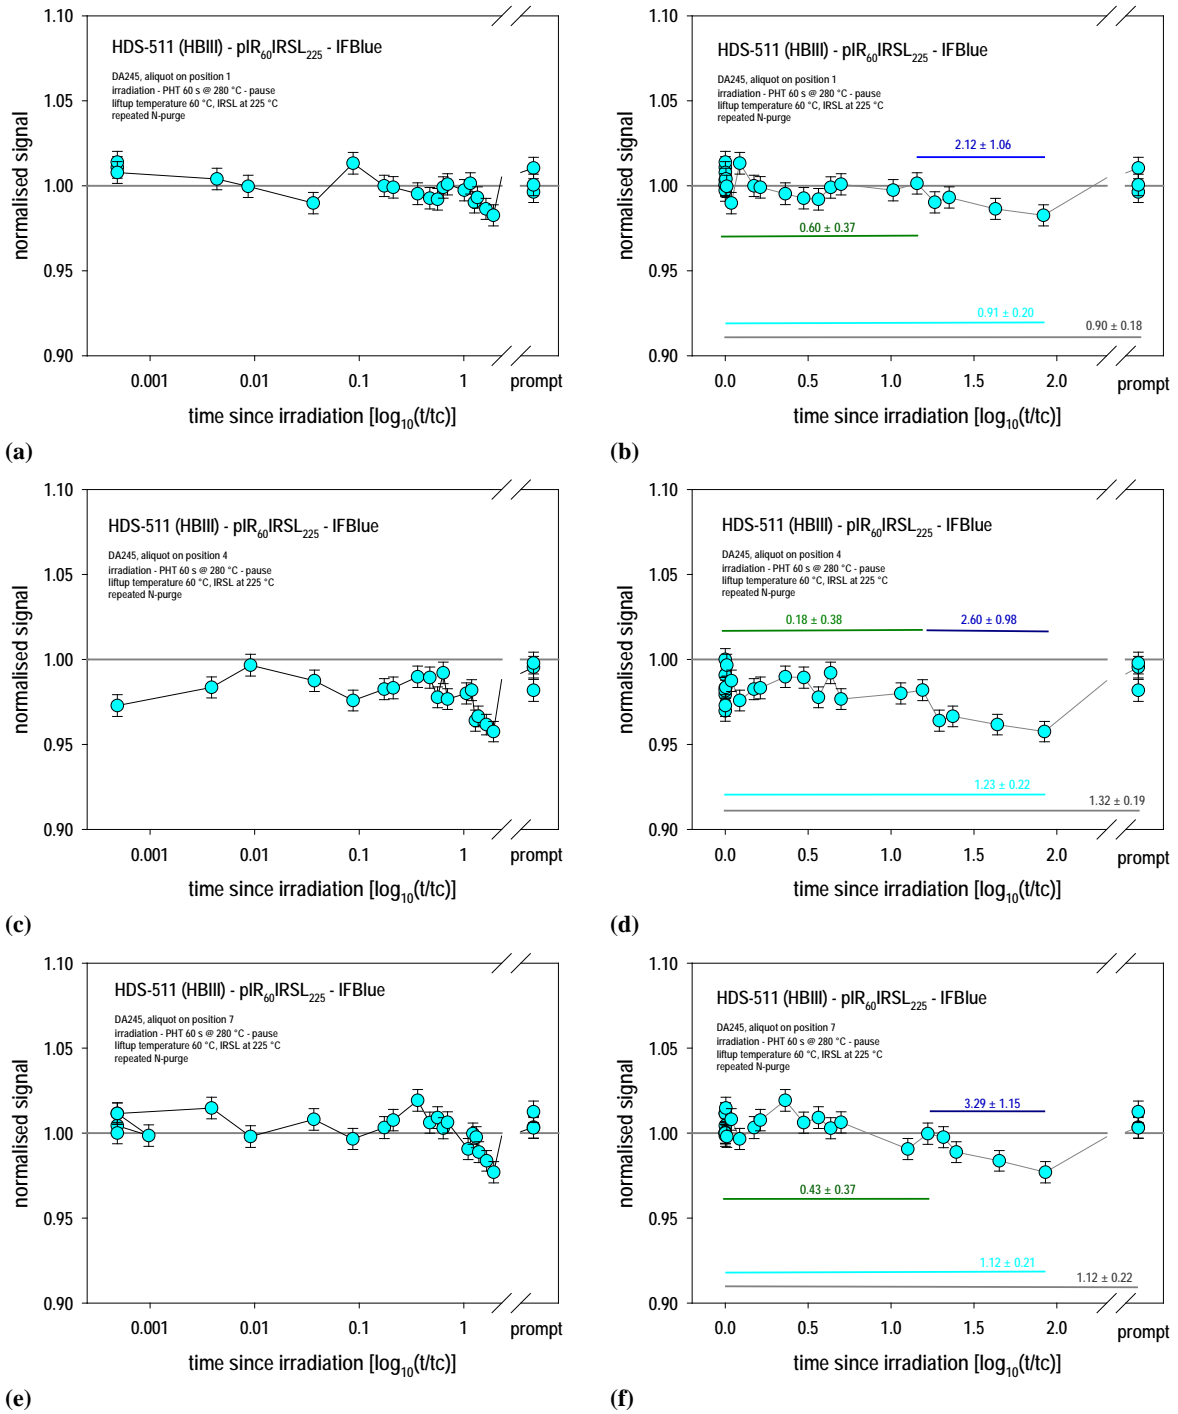 HDS-511 (HBIII) - pIR60IRSL225 - IFBlue
DA245, aliquot on position 1
irradiation - PHT 60 s @ 280 °C - pause
liftup temperature 60 °C, IRSL at 225 °C
repeated N-purge
normalised signal
1.10
1.05
1.00
0.95
0.90
0.001
0.01
0.1
1
prompt
time since irradiation [log10(t/tc)]
(a)
HDS-511 (HBIII) - pIR60IRSL225 - IFBlue
DA245, aliquot on position 1
irradiation - PHT 60 s @ 280 °C - pause
liftup temperature 60 °C, IRSL at 225 °C
repeated N-purge
2.12 ± 1.06
0.60 ± 0.37
0.91 ± 0.20
0.90 ± 0.18
normalised signal
1.10
1.05
1.00
0.95
0.90
0.0
0.5
1.0
1.5
2.0
prompt
time since irradiation [log10(t/tc)]
(b)
HDS-511 (HBIII) - pIR60IRSL225 - IFBlue
DA245, aliquot on position 4
irradiation - PHT 60 s @ 280 °C - pause
liftup temperature 60 °C, IRSL at 225 °C
repeated N-purge
normalised signal
1.10
1.05
1.00
0.95
0.90
0.001
0.01
0.1
1
prompt
time since irradiation [log10(t/tc)]
(c)
HDS-511 (HBIII) - pIR60IRSL225 - IFBlue
DA245, aliquot on position 4
irradiation - PHT 60 s @ 280 °C - pause
liftup temperature 60 °C, IRSL at 225 °C
repeated N-purge
0.18 ± 0.38
2.60 ± 0.98
1.23 ± 0.22
1.32 ± 0.19
normalised signal
1.10
1.05
1.00
0.95
0.90
0.0
0.5
1.0
1.5
2.0
prompt
time since irradiation [log10(t/tc)]
(d)
HDS-511 (HBIII) - pIR60IRSL225 - IFBlue
DA245, aliquot on position 7
irradiation - PHT 60 s @ 280 °C - pause
liftup temperature 60 °C, IRSL at 225 °C
repeated N-purge
normalised signal
1.10
1.05
1.00
0.95
0.90
0.001
0.01
0.1
1
prompt
time since irradiation [log10(t/tc)]
(e)
HDS-511 (HBIII) - pIR60IRSL225 - IFBlue
DA245, aliquot on position 7
irradiation - PHT 60 s @ 280 °C - pause
liftup temperature 60 °C, IRSL at 225 °C
repeated N-purge
3.29 ± 1.15
0.43 ± 0.37
1.12 ± 0.21
1.12 ± 0.22
normalised signal
1.10
1.05
1.00
0.95
0.90
0.0
0.5
1.0
1.5
2.0
prompt
time since irradiation [log10(t/tc)]
(f)